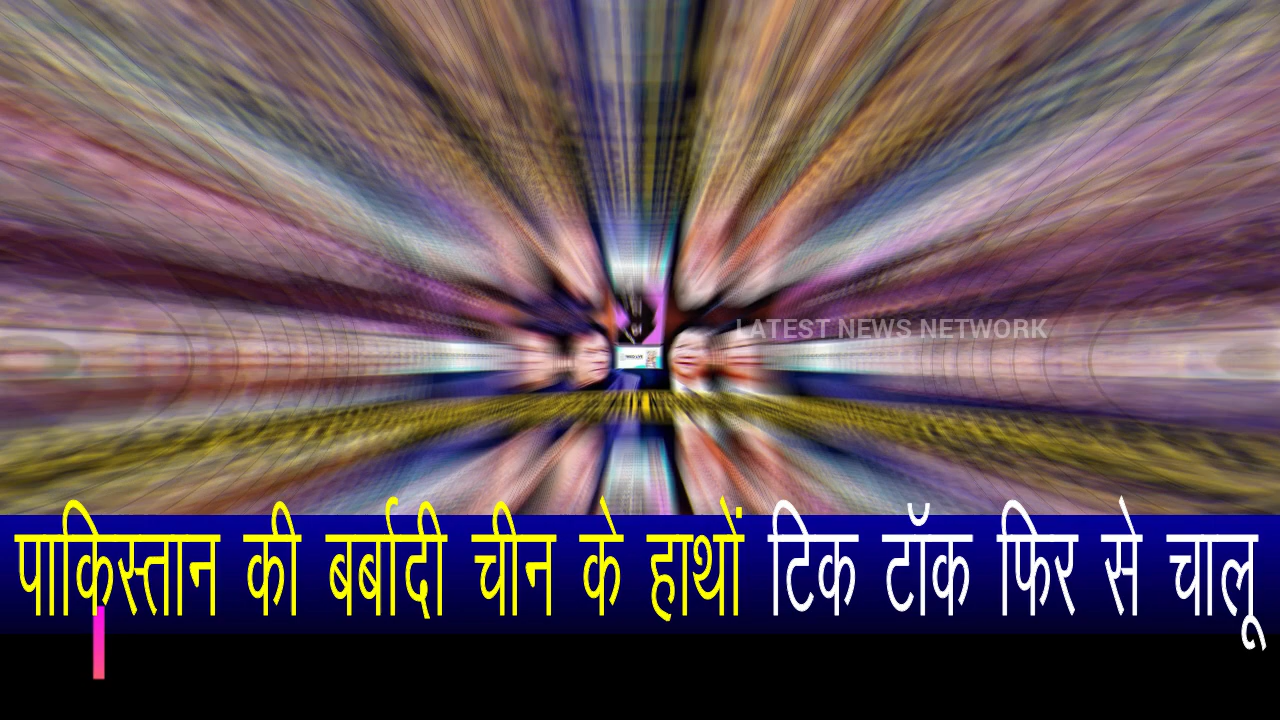 LATEST NEWS NETWORK
पाकिस्तान की बर्बादी चीन के हाथों टिक टॉक फिर से चालू